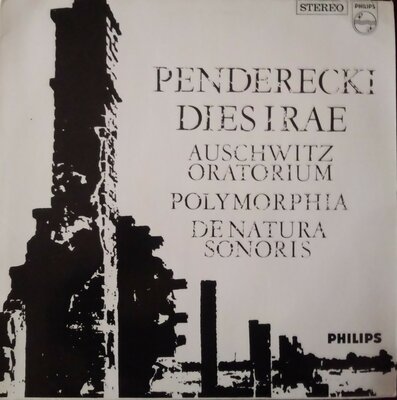 STEREO
PHILIPS
PENDERECKI
DIES IRAE
AUSCHWITZ
ORATORIUM
POLYMORPHIA
DE NATURA
SONORIS
PHILIPS